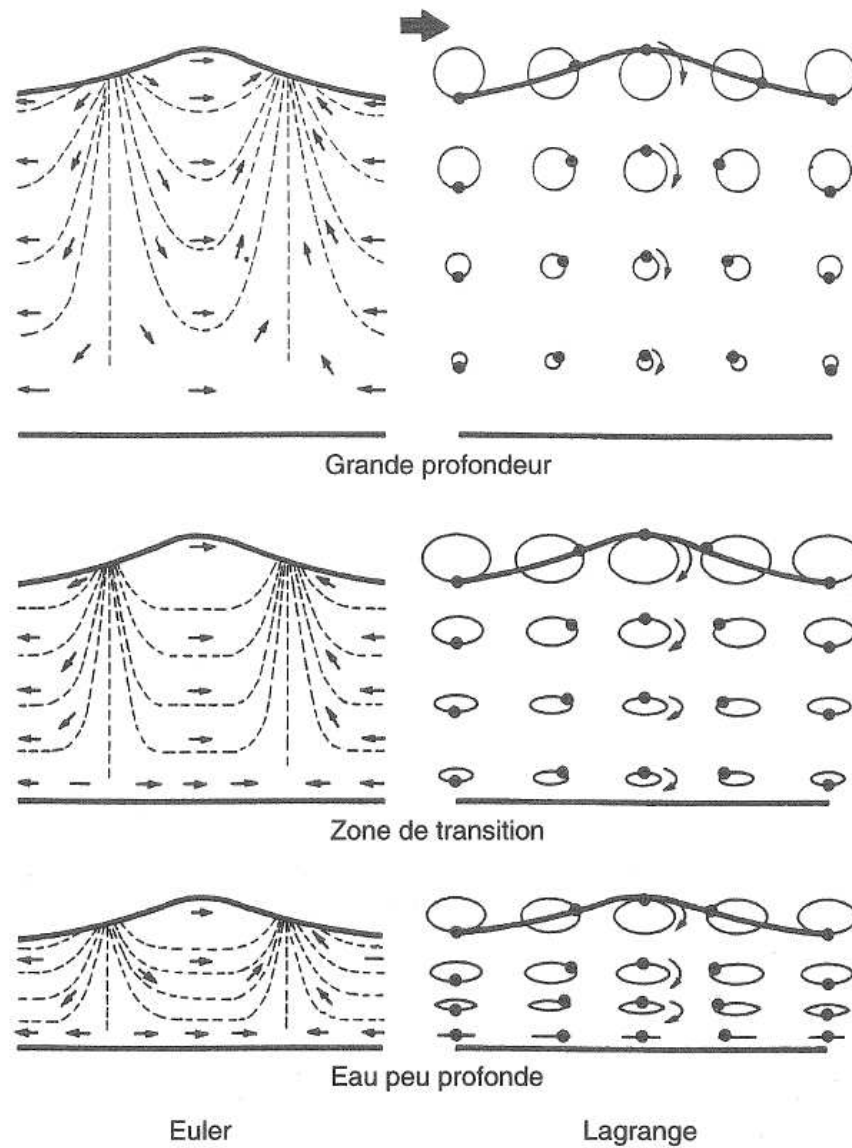 Grande profondeur
Zone de transition
Eau peu profonde
Euler
Lagrange